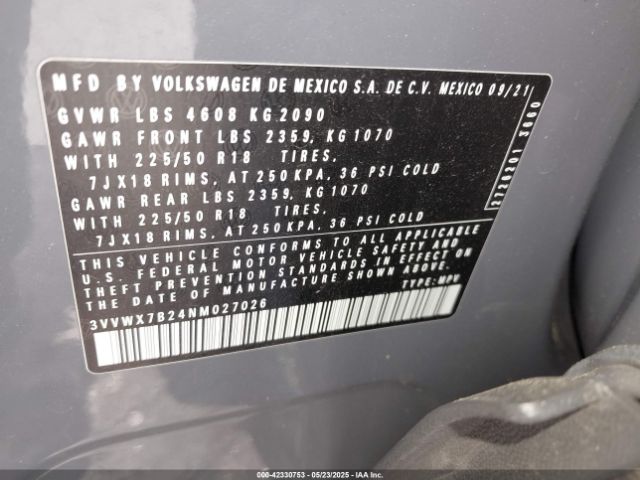 MFD BY VOLKSWAGEN DE MEXICO S.A. DE C.V. MEXICO 09/21
GVWR LBS 4608 KG 2090
GAWR FRONT LBS 2359, KG 1070
WITH 225/50 R18 TIRES,
7JX18 RIMS, AT 250 KPA, 36 PSI COLD
GAWR REAR LBS 2359, KG 1070
WITH 225/50 R18 TIRES,
7JX18 RIMS, AT 250 KPA, 36 PSI COLD
THIS VEHICLE CONFORMS TO ALL APPLICABLE
U.S. FEDERAL MOTOR VEHICLE SAFETY AND
THEFT PREVENTION STANDARDS IN EFFECT ON
THE DATE OF MANUFACTURE SHOWN ABOVE.
3VVWX7B24NM027026 TYPE: MPV
000-42330753 - 05/23/2025 - IAAI.COM